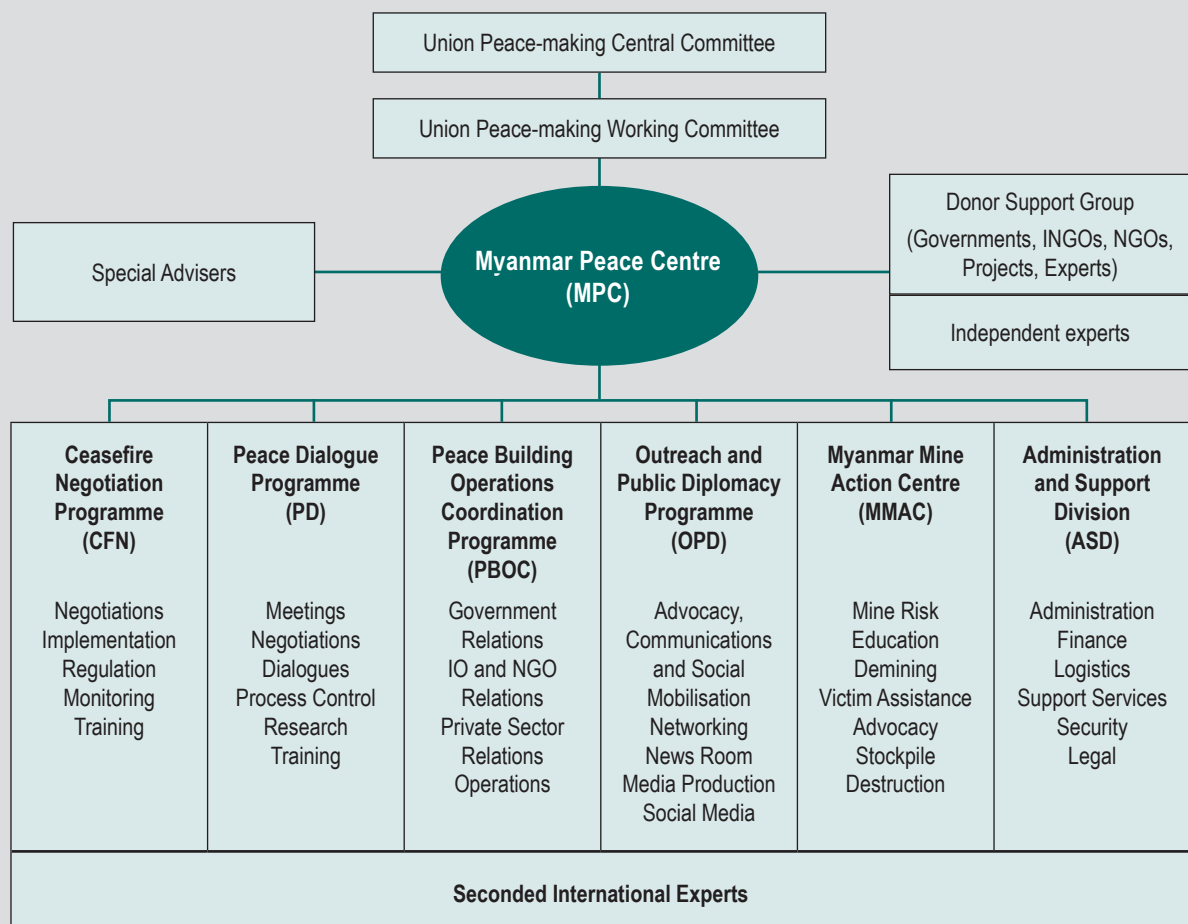 Union Peace-making Central Committee
Union Peace-making Working Committee
Special Advisers
Myanmar Peace Centre
(MPC)
Donor Support Group
(Governments, INGOs, NGOs,
Projects, Experts)
Independent experts
Ceasefire
Negotiation
Programme
(CFN)
Negotiations
Implementation
Regulation
Monitoring
Training
Peace Dialogue
Programme
(PD)
Meetings
Negotiations
Dialogues
Process Control
Research
Training
Peace Building
Operations
Coordination
Programme
(PBOC)
Government
Relations
IO and NGO
Relations
Private Sector
Relations
Operations
Outreach and
Public Diplomacy
Programme
(OPD)
Advocacy,
Communications
and Social
Mobilisation
Networking
News Room
Media Production
Social Media
Myanmar Mine
Action Centre
(MMAC)
Mine Risk
Education
Demining
Victim Assistance
Advocacy
Stockpile
Destruction
Administration
and Support
Division
(ASD)
Administration
Finance
Logistics
Support Services
Security
Legal
Seconded International Experts